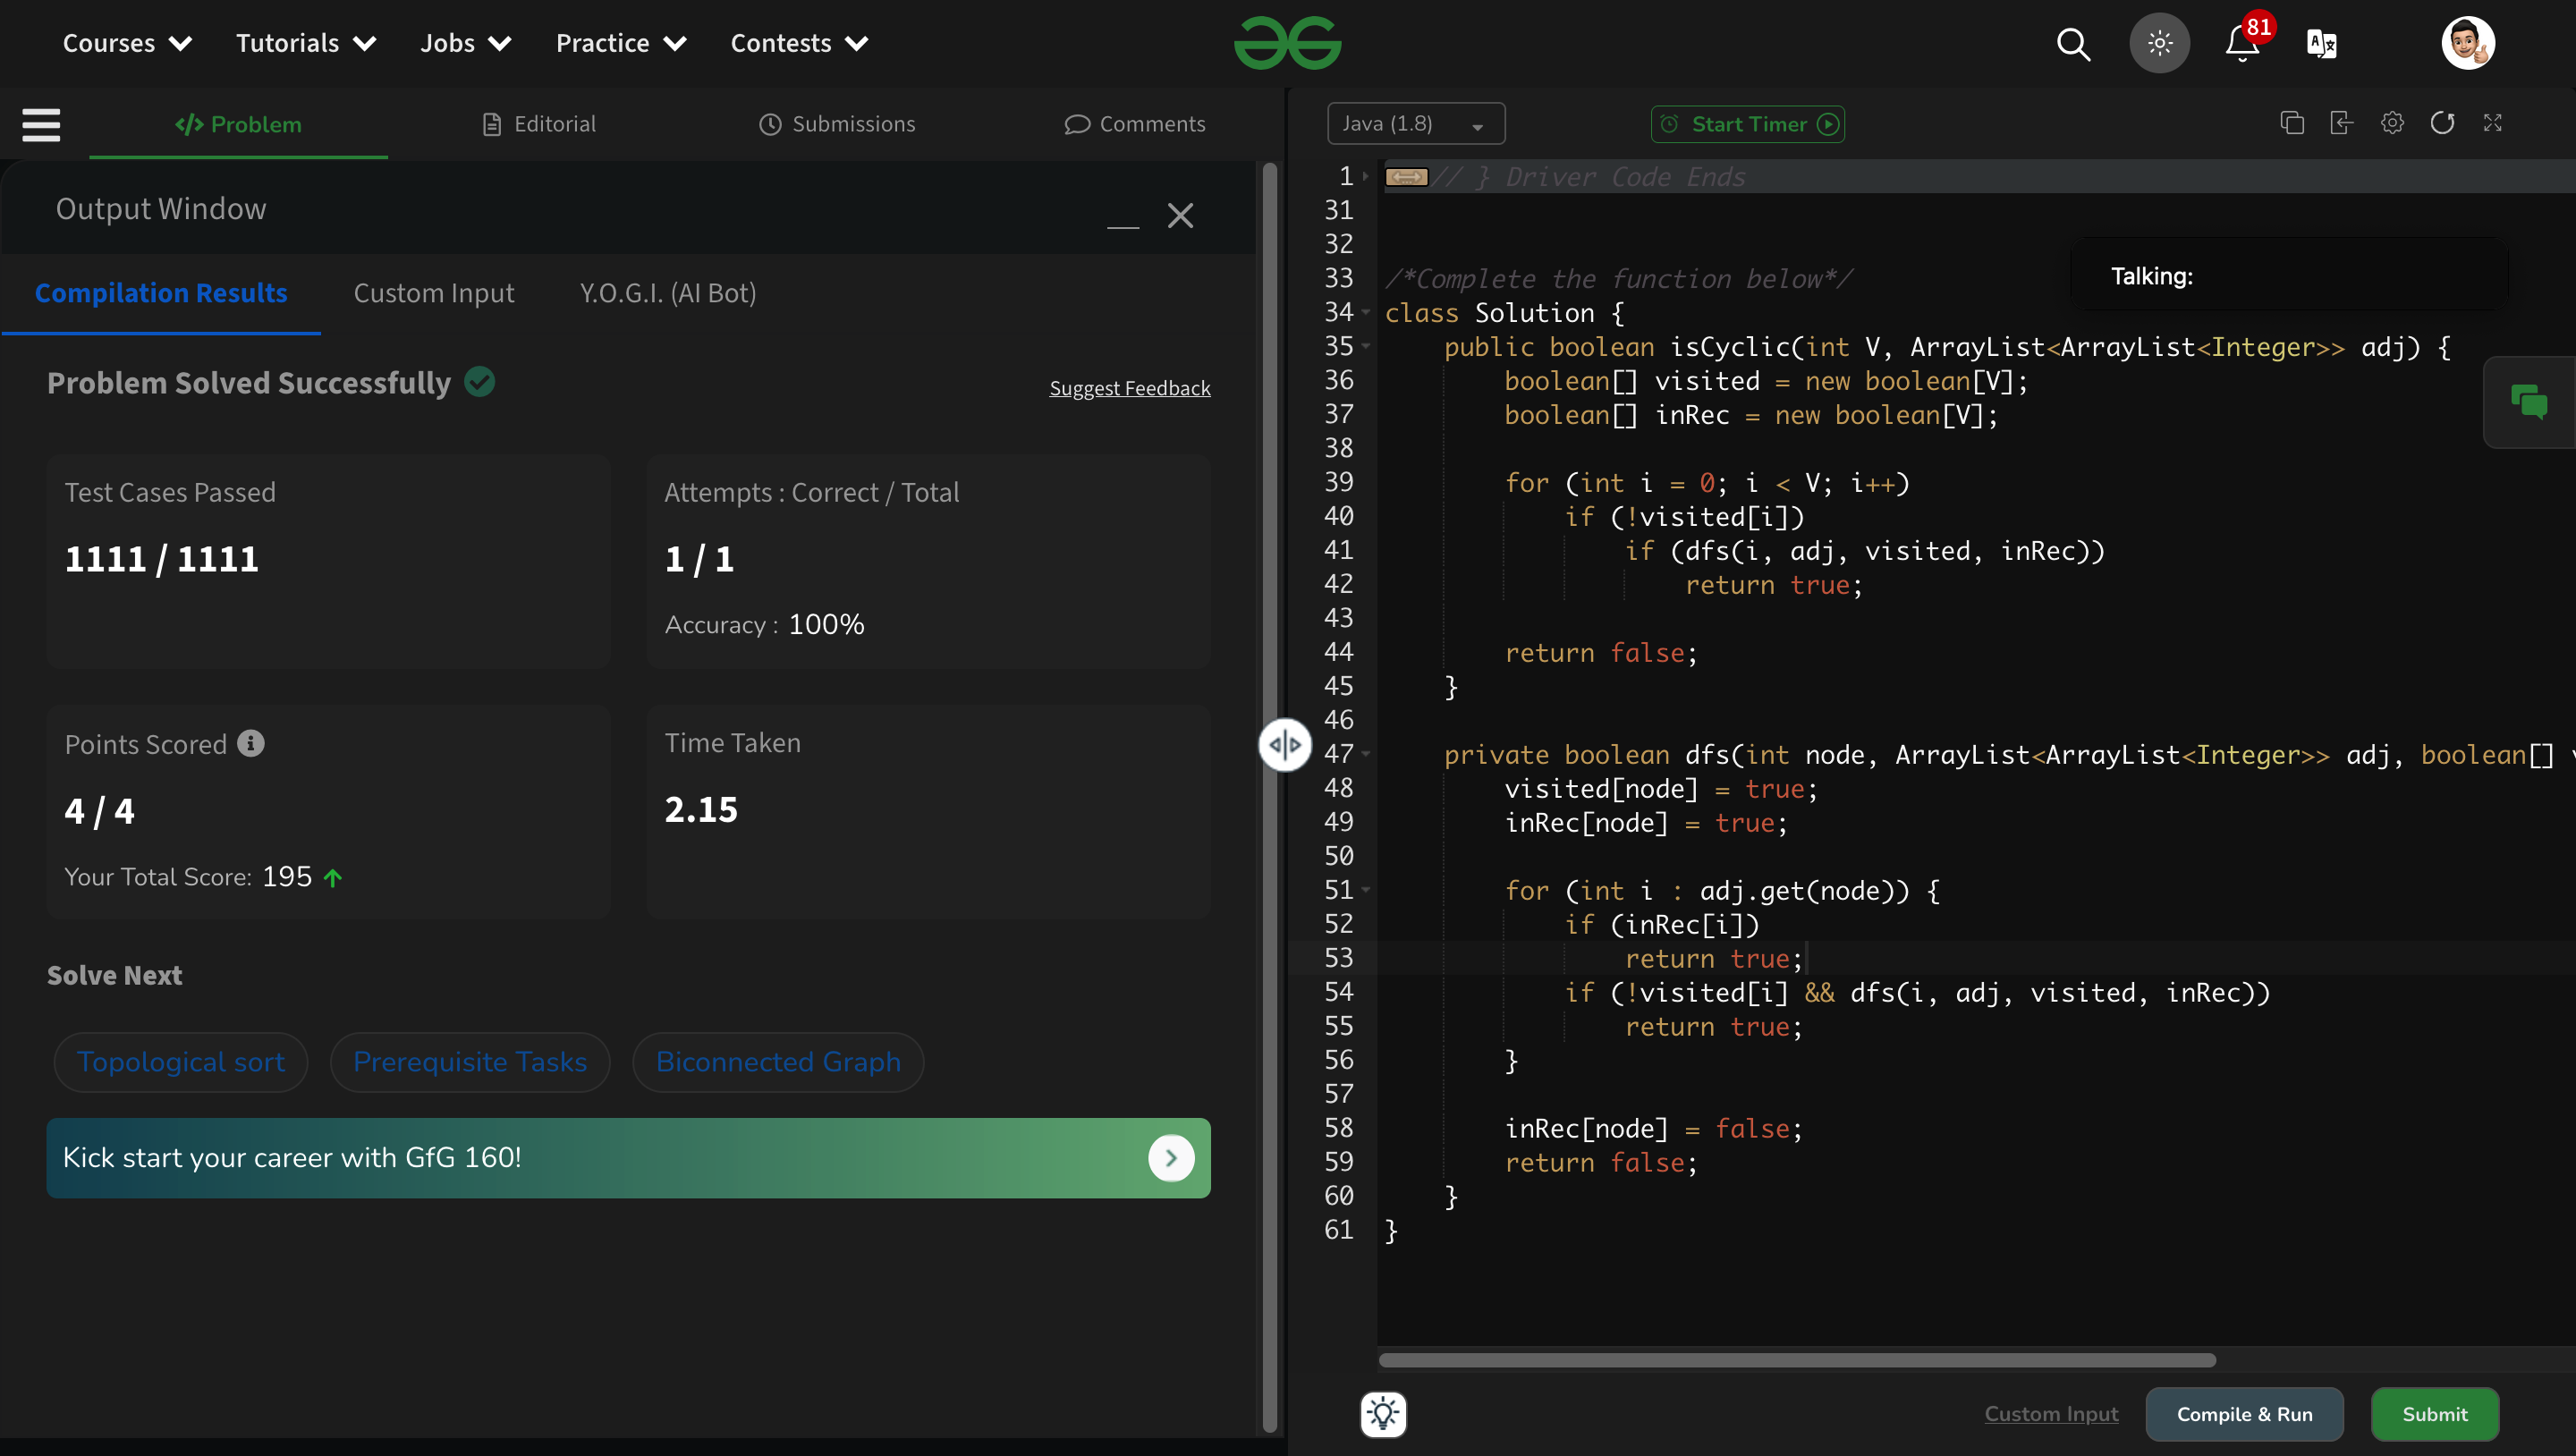 Courses Tutorials Jobs Practice Contests
81
Problem Editorial Submissions Comments
Output Window
Compilation Results Custom Input Y.O.G.I. (AI Bot)
Problem Solved Successfully
Suggest Feedback
Test Cases Passed
1111 / 1111
Attempts : Correct / Total
1 / 1
Accuracy : 100%
Points Scored
4 / 4
Your Total Score: 195
Time Taken
2.15
Solve Next
Topological sort Prerequisite Tasks Biconnected Graph
Kick start your career with GfG 160!
Java (1.8) Start Timer
Talking:
1 // } Driver Code Ends
31
32
33 /*Complete the function below*/
34 class Solution {
35     public boolean isCyclic(int V, ArrayList<ArrayList<Integer>> adj) {
36         boolean[] visited = new boolean[V];
37         boolean[] inRec = new boolean[V];
38
39         for (int i = 0; i < V; i++)
40             if (!visited[i])
41                 if (dfs(i, adj, visited, inRec))
42                     return true;
43
44         return false;
45     }
46
47     private boolean dfs(int node, ArrayList<ArrayList<Integer>> adj, boolean[]
48         visited[node] = true;
49         inRec[node] = true;
50
51         for (int i : adj.get(node)) {
52             if (inRec[i])
53                 return true;
54             if (!visited[i] && dfs(i, adj, visited, inRec))
55                 return true;
56         }
57
58         inRec[node] = false;
59         return false;
60     }
61 }
Custom Input Compile & Run Submit